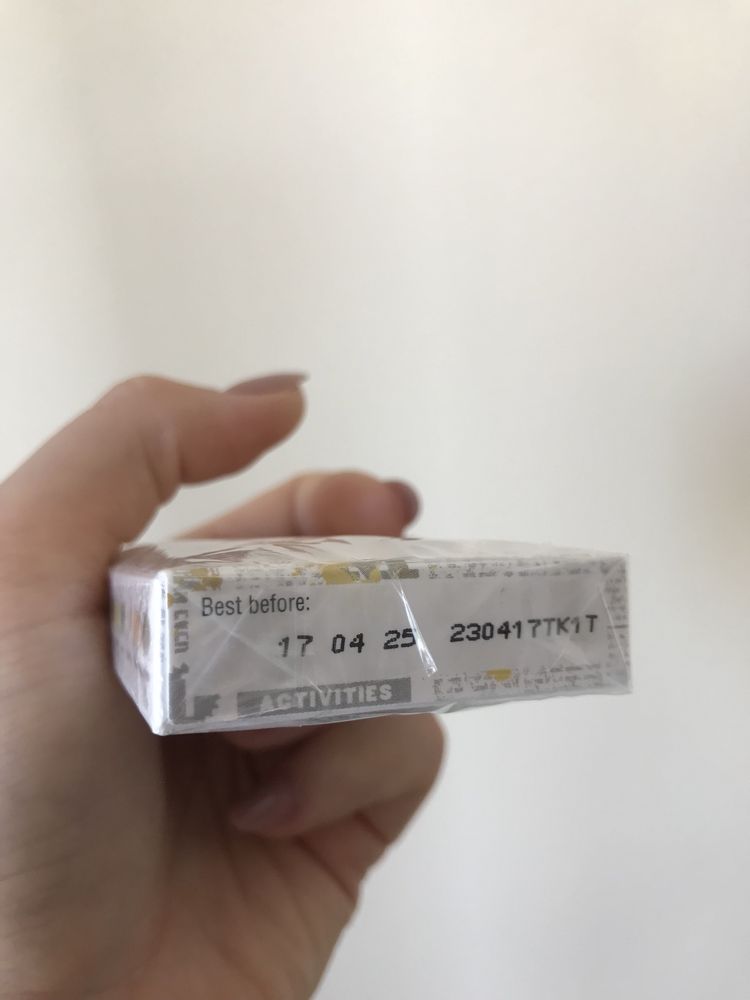 Best before:
17 04 25 230417TK1T
ACTIVITIES